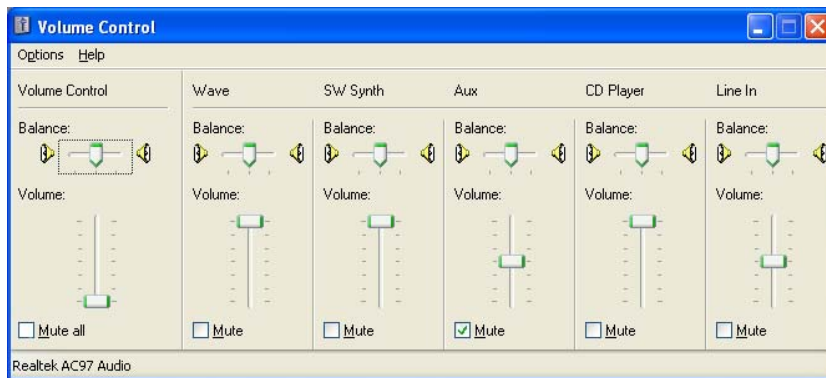 Volume Control
Options Help
Volume Control Wave SW Synth Aux CD Player Line In
Balance: Balance: Balance: Balance: Balance: Balance:
Volume: Volume: Volume: Volume: Volume: Volume:
Mute all Mute Mute Mute Mute Mute
Realtek AC97 Audio